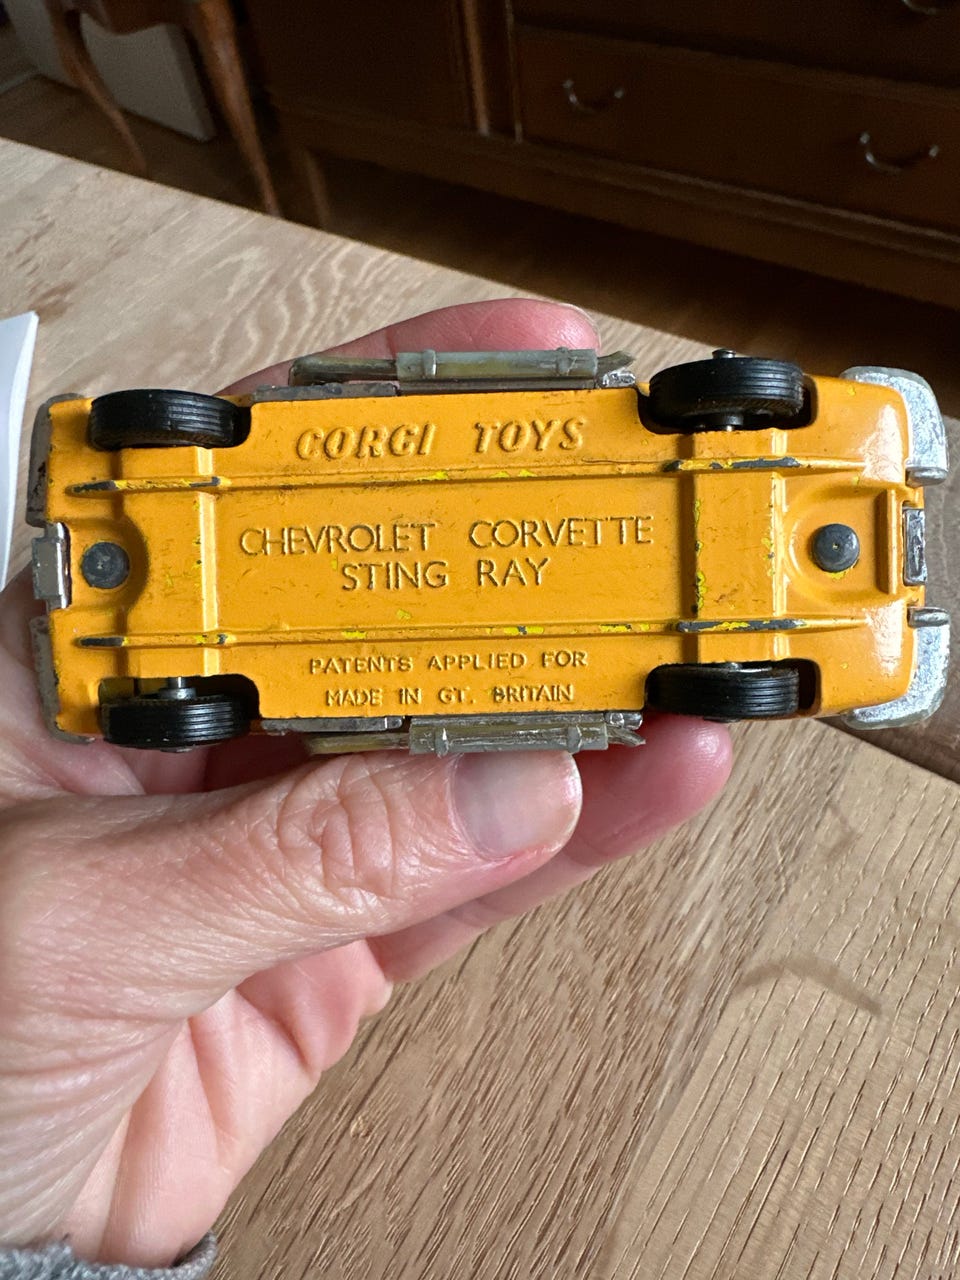 CORGI TOYS
CHEVROLET CORVETTE
STING RAY
PATENTS APPLIED FOR
MADE IN GT. BRITAIN